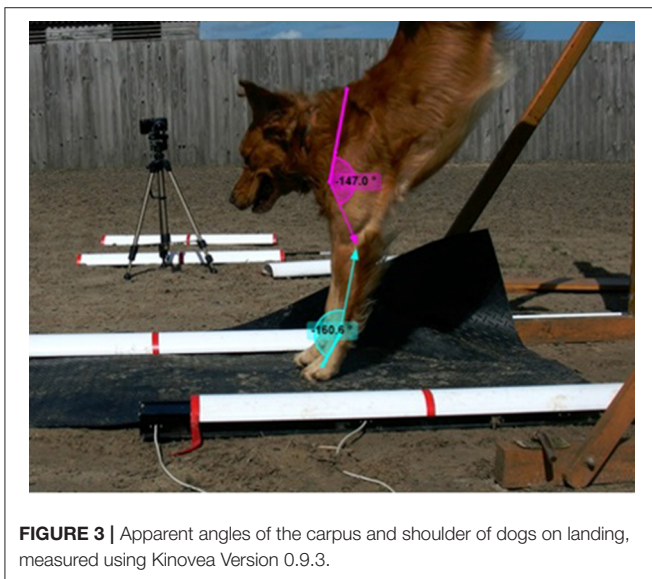 -147.0 °
-160.6 °
FIGURE 3 | Apparent angles of the carpus and shoulder of dogs on landing,
measured using Kinovea Version 0.9.3.